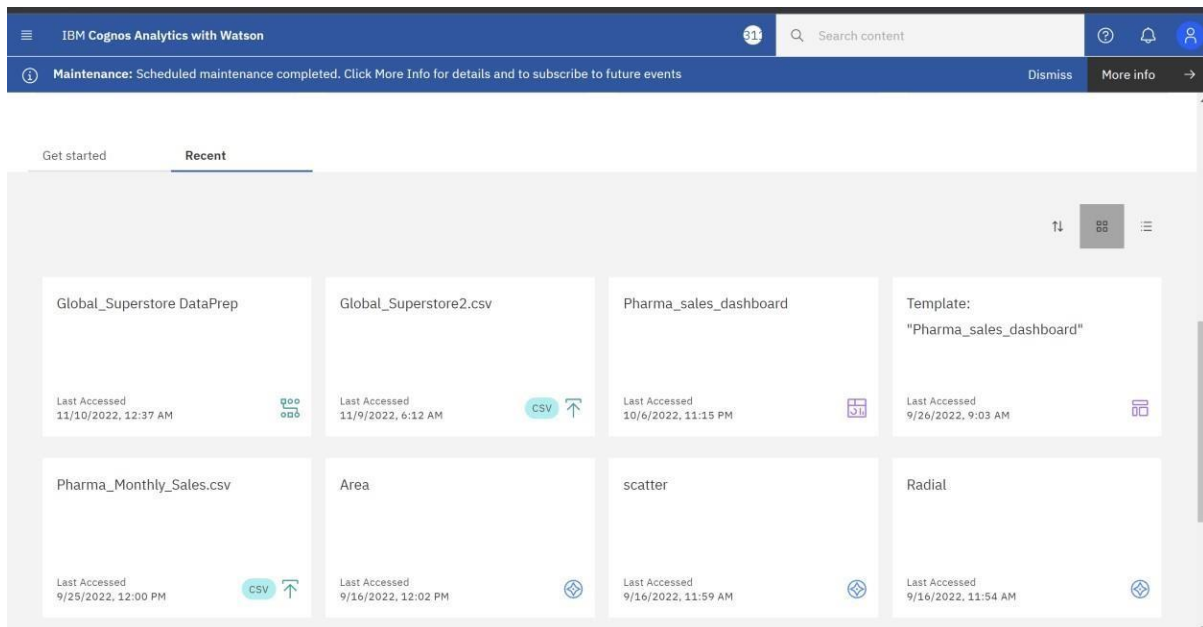 IBM Cognos Analytics with Watson
Search content
Maintenance: Scheduled maintenance completed. Click More Info for details and to subscribe to future events
Dismiss
More info
Get started
Recent
Global_Superstore DataPrep
Last Accessed
11/10/2022, 12:37 AM
Global_Superstore2.csv
Last Accessed
11/9/2022, 6:12 AM
CSV
Pharma_sales_dashboard
Last Accessed
10/6/2022, 11:15 PM
Template:
"Pharma_sales_dashboard"
Last Accessed
9/26/2022, 9:03 AM
Pharma_Monthly_Sales.csv
Last Accessed
9/25/2022, 12:00 PM
CSV
Area
Last Accessed
9/16/2022, 12:02 PM
scatter
Last Accessed
9/16/2022, 11:59 AM
Radial
Last Accessed
9/16/2022, 11:54 AM